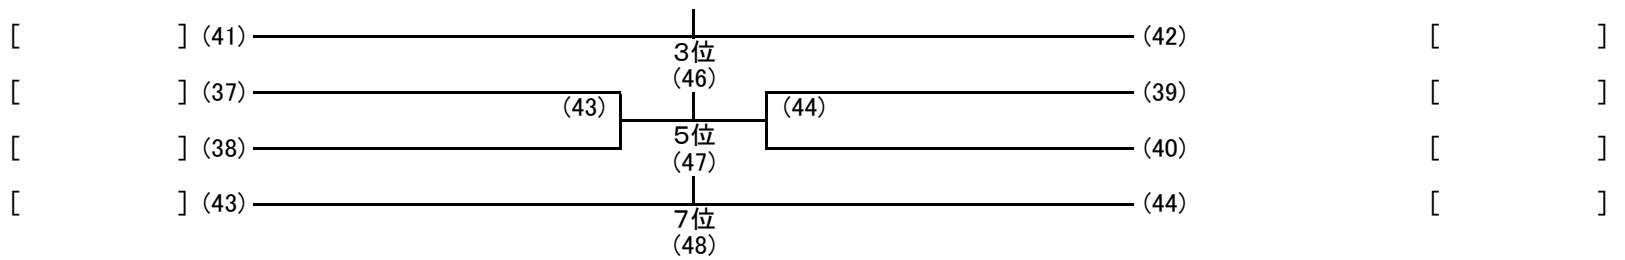 [ ] (41) (42) [ ]
3位
(46)
[ ] (37) (39) [ ]
(43) (44)
5位
[ ] (38) (40) [ ]
(47)
[ ] (43) (44) [ ]
7位
(48)